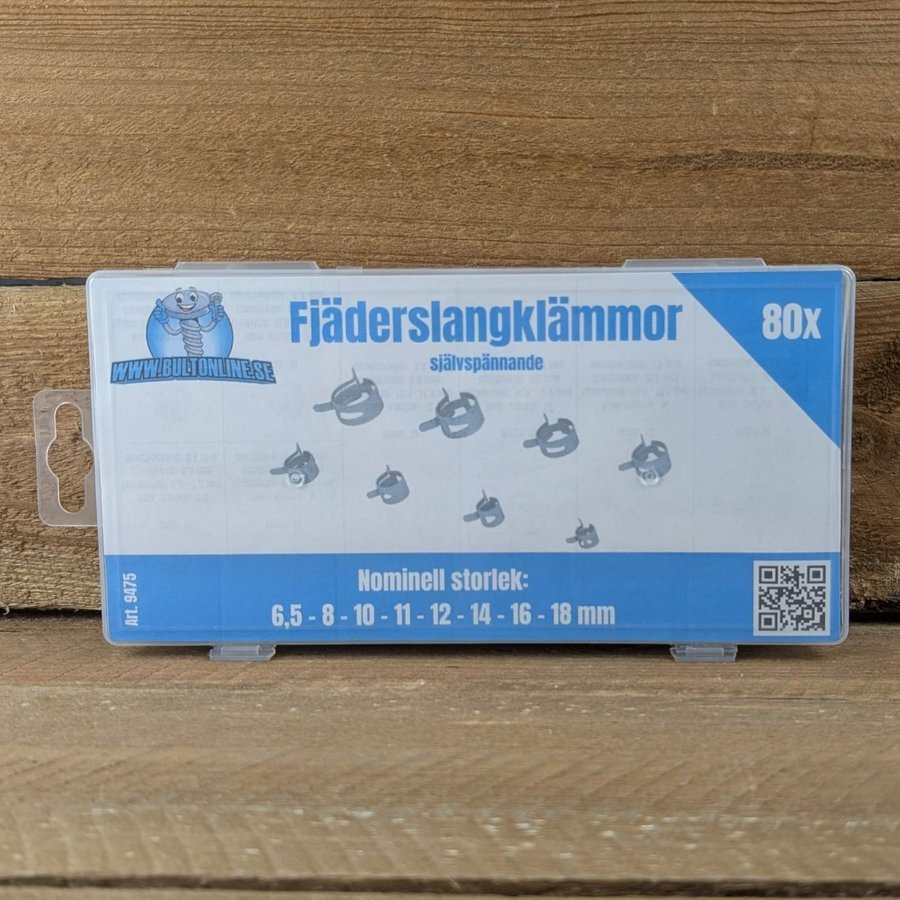 Fjäderslangklämmor
80x
självspännande
WWW.BULTONLINE.SE
Nominell storlek:
6,5 - 8 - 10 - 11 - 12 - 14 - 16 - 18 mm
Art. 9475